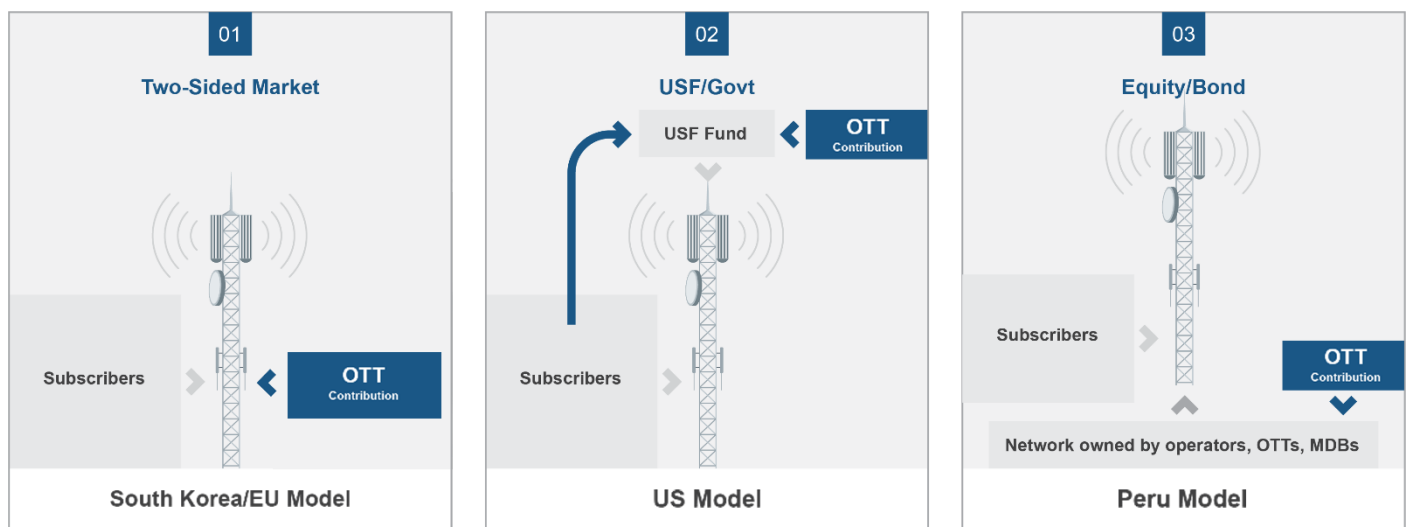 01
Two-Sided Market
Subscribers
OTT
Contribution
South Korea/EU Model
02
USF/Govt
USF Fund
OTT
Contribution
Subscribers
US Model
03
Equity/Bond
Subscribers
OTT
Contribution
Network owned by operators, OTTs, MDBs
Peru Model